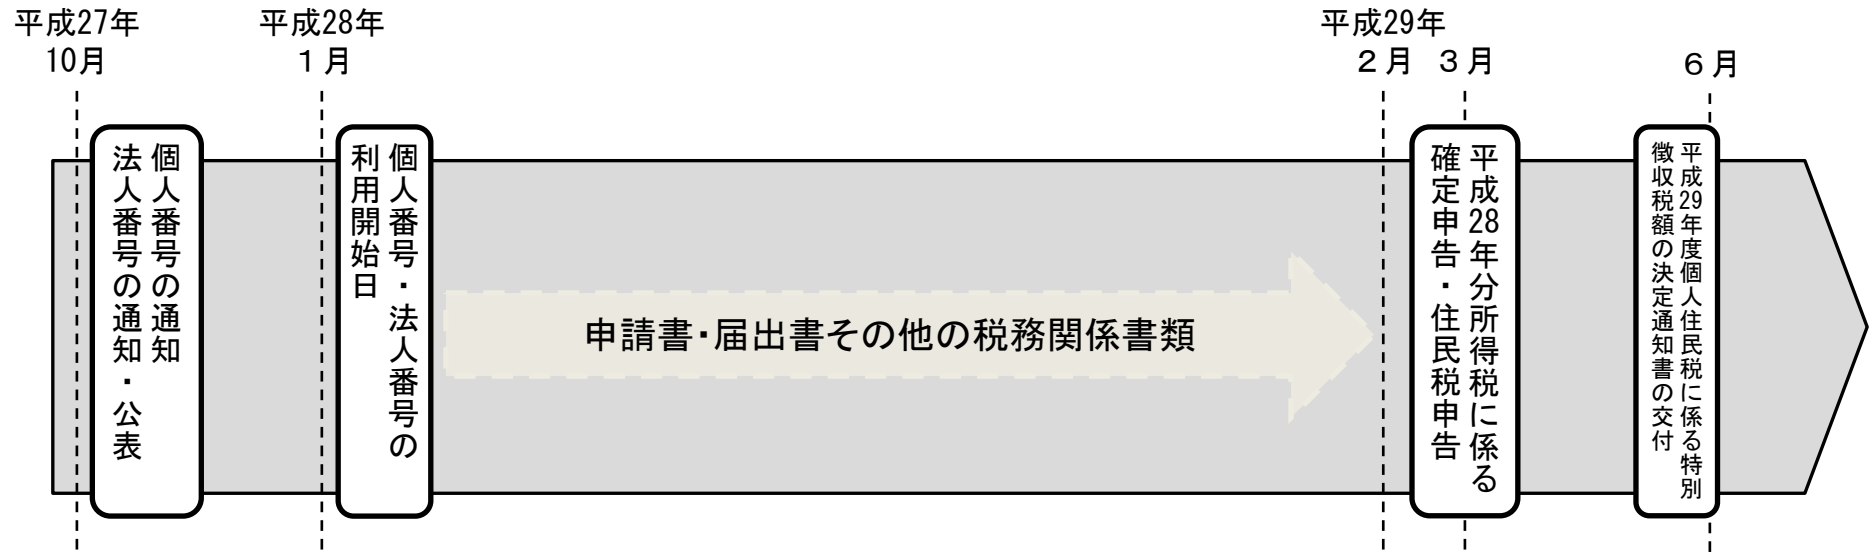 平成27年
10月
平成28年
１月
平成29年
２月
３月
６月
個人番号の通知
法人番号の通知・公表
個人番号・法人番号の
利用開始日
申請書・届出書その他の税務関係書類
平成28年分所得税に係る
確定申告・住民税申告
平成29年度個人住民税に係る特別
徴収税額の決定通知書の交付